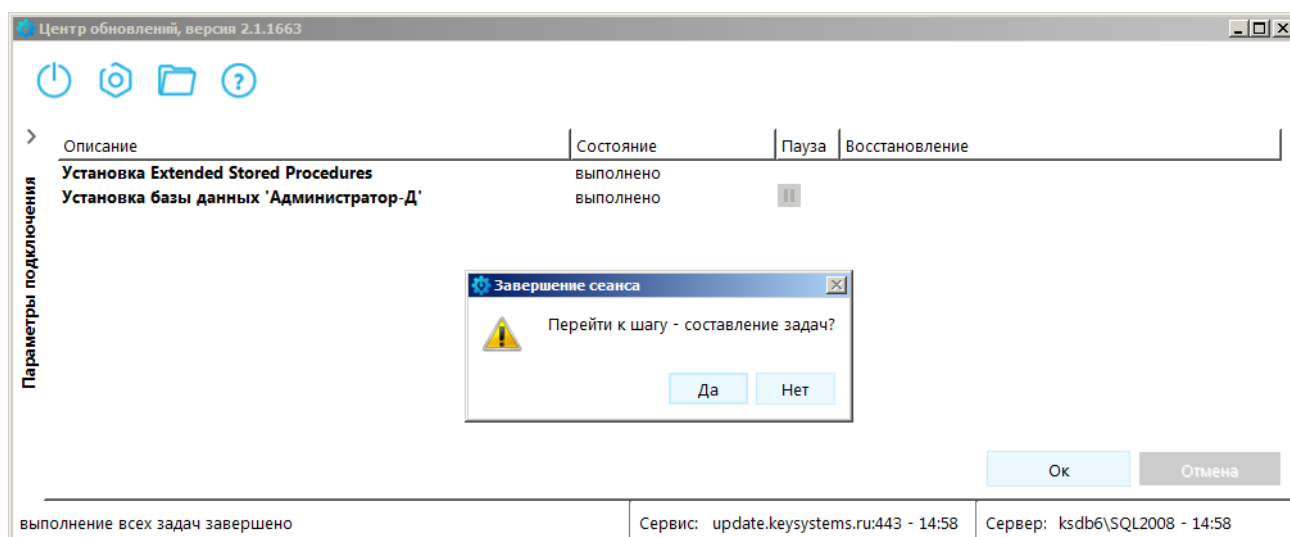 Центр обновлений, версия 2.1.1663
Описание Состояние Пауза Восстановление
Установка Extended Stored Procedures выполнено
Установка базы данных 'Администратор-Д' выполнено
Параметры подключения
Завершение сеанса
Перейти к шагу - составление задач?
Да Нет
Ок Отмена
выполнение всех задач завершено Сервис: update.keysystems.ru:443 - 14:58 Сервер: ksdb6\SQL2008 - 14:58